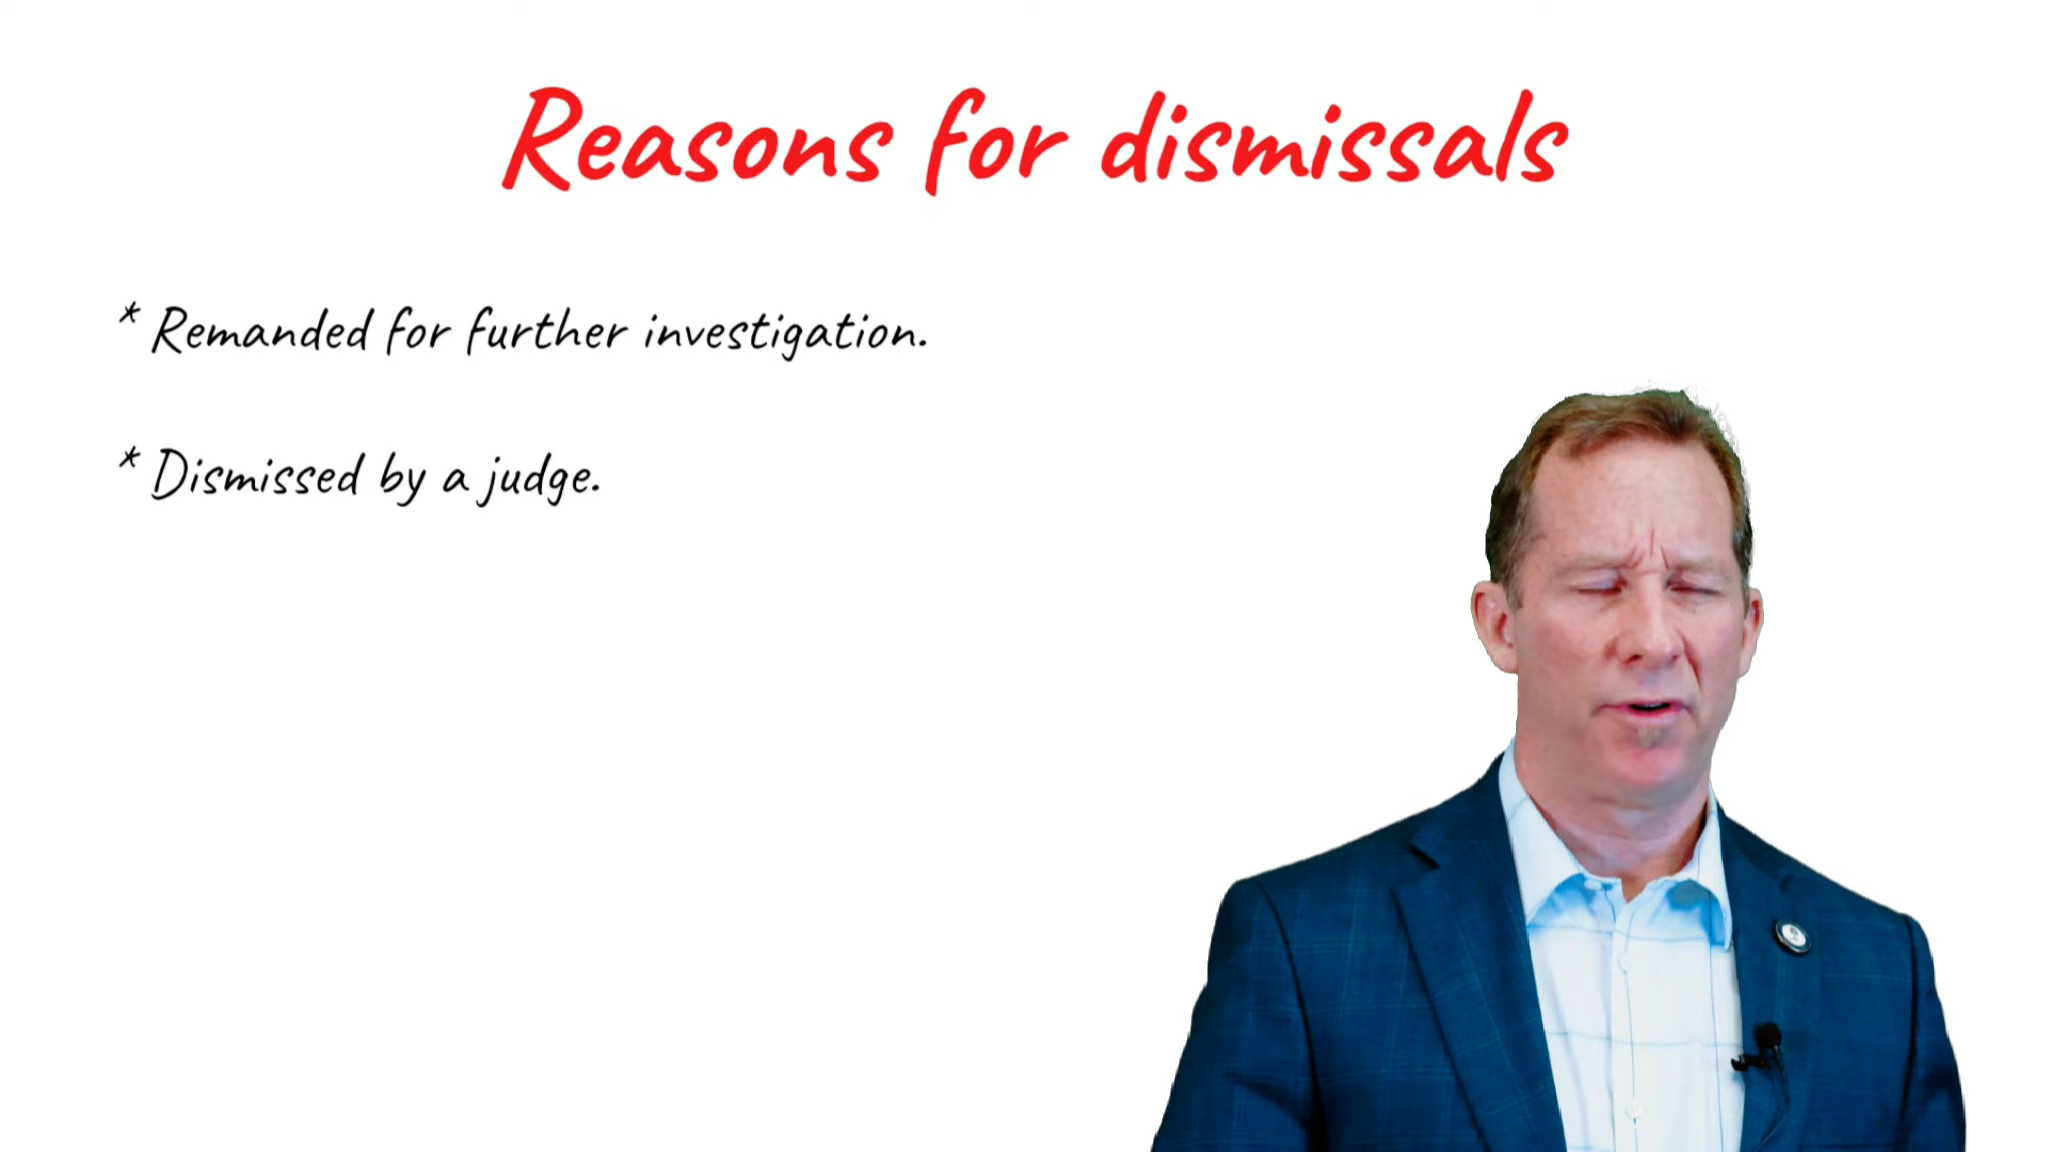 Reasons for dismissals
* Remanded for further investigation.
* Dismissed by a judge.